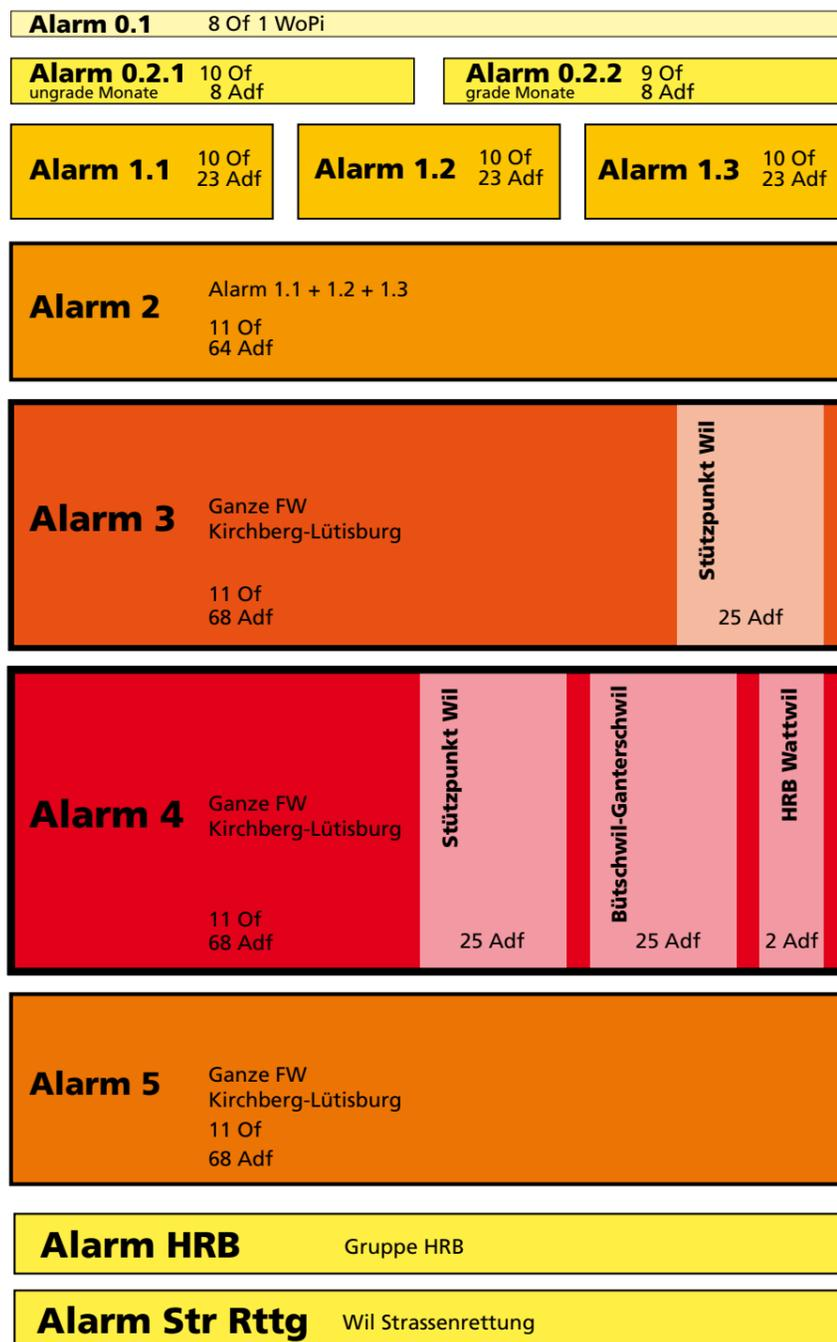 Alarm 0.1 8 Of 1 WoPi
Alarm 0.2.1 10 Of
ungrade Monate 8 Adf
Alarm 0.2.2 9 Of
grade Monate 8 Adf
Alarm 1.1 10 Of
23 Adf
Alarm 1.2 10 Of
23 Adf
Alarm 1.3 10 Of
23 Adf
Alarm 2
Alarm 1.1 + 1.2 + 1.3
11 Of
64 Adf
Alarm 3
Ganze FW
Kirchberg-Lütisburg
11 Of
68 Adf
Stützpunkt Wil
25 Adf
Alarm 4
Ganze FW
Kirchberg-Lütisburg
11 Of
68 Adf
Stützpunkt Wil
25 Adf
Bütschwil-Ganterschwil
25 Adf
HRB Wattwil
2 Adf
Alarm 5
Ganze FW
Kirchberg-Lütisburg
11 Of
68 Adf
Alarm HRB Gruppe HRB
Alarm Str Rttg Wil Strassenrettung